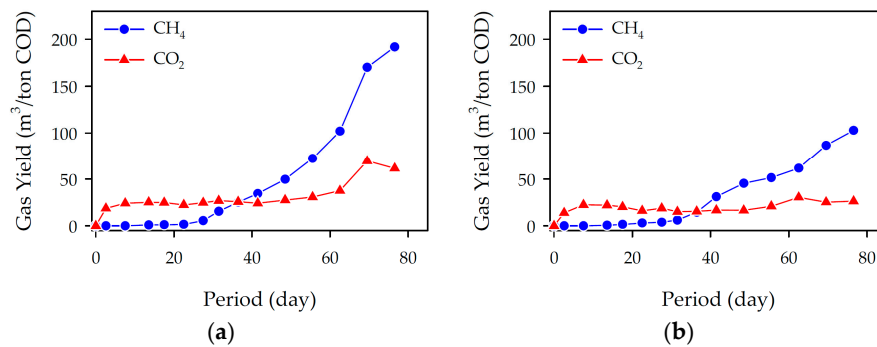 CH₄
CO₂
Gas Yield (m³/ton COD)
200
150
100
50
0
0 20 40 60 80
Period (day)
(a)
CH₄
CO₂
Gas Yield (m³/ton COD)
200
150
100
50
0
0 20 40 60 80
Period (day)
(b)